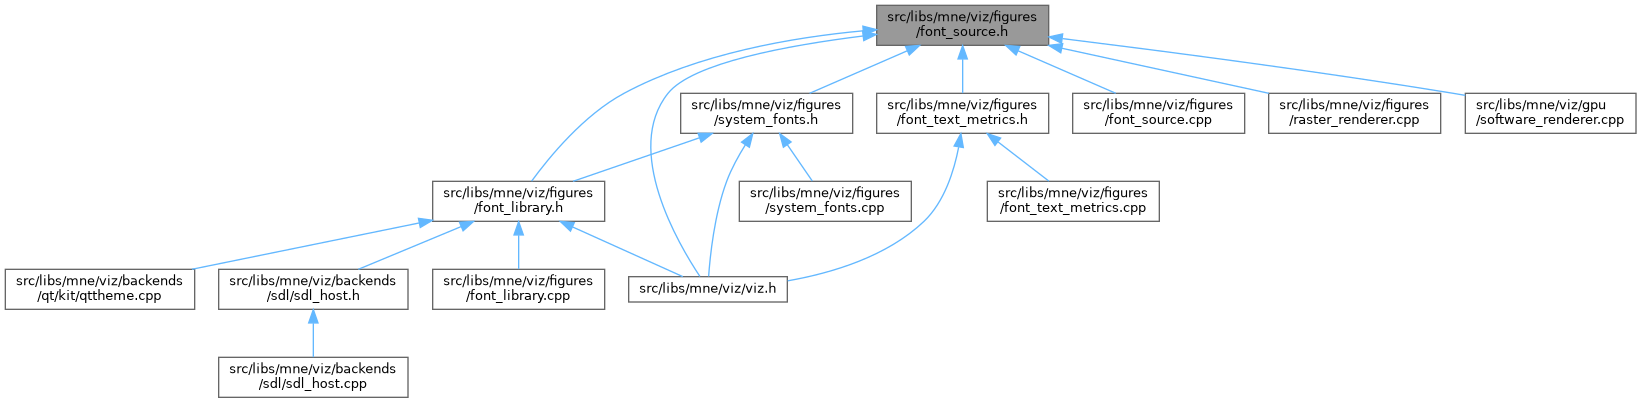 src/libs/mne/viz/figures
/font_source.h
src/libs/mne/viz/figures
/system_fonts.h
src/libs/mne/viz/figures
/font_text_metrics.h
src/libs/mne/viz/figures
/font_source.cpp
src/libs/mne/viz/figures
/raster_renderer.cpp
src/libs/mne/viz/gpu
/software_renderer.cpp
src/libs/mne/viz/figures
/font_library.h
src/libs/mne/viz/figures
/system_fonts.cpp
src/libs/mne/viz/figures
/font_text_metrics.cpp
src/libs/mne/viz/backends
/qt/kit/qttheme.cpp
src/libs/mne/viz/backends
/sdl/sdl_host.h
src/libs/mne/viz/figures
/font_library.cpp
src/libs/mne/viz/viz.h
src/libs/mne/viz/backends
/sdl/sdl_host.cpp